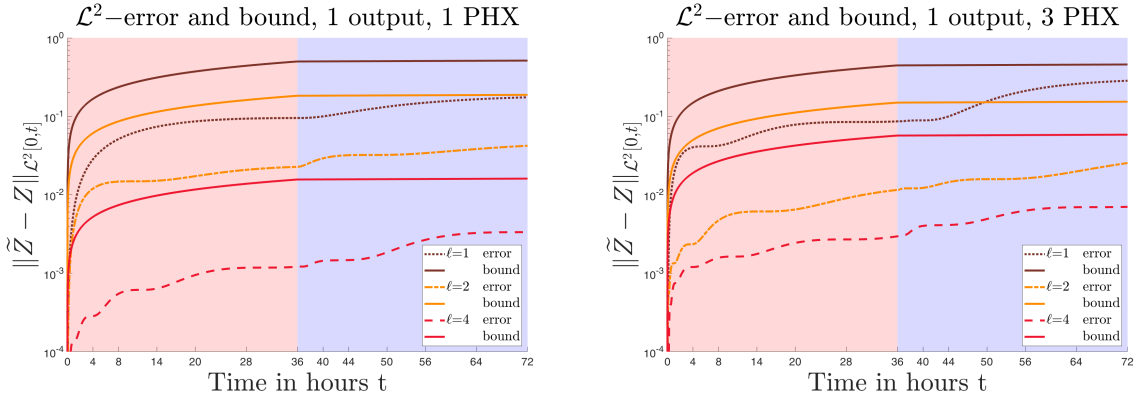 𝓛²−error and bound, 1 output, 1 PHX
||Z̃ − Z||𝓛²[0,t]
10⁰
10⁻¹
10⁻²
10⁻³
10⁻⁴
ℓ=1 error
bound
ℓ=2 error
bound
ℓ=4 error
bound
0 4 8 14 20 28 36 40 44 50 56 64 72
Time in hours t
𝓛²−error and bound, 1 output, 3 PHX
||Z̃ − Z||𝓛²[0,t]
10⁰
10⁻¹
10⁻²
10⁻³
10⁻⁴
ℓ=1 error
bound
ℓ=2 error
bound
ℓ=4 error
bound
0 4 8 14 20 28 36 40 44 50 56 64 72
Time in hours t